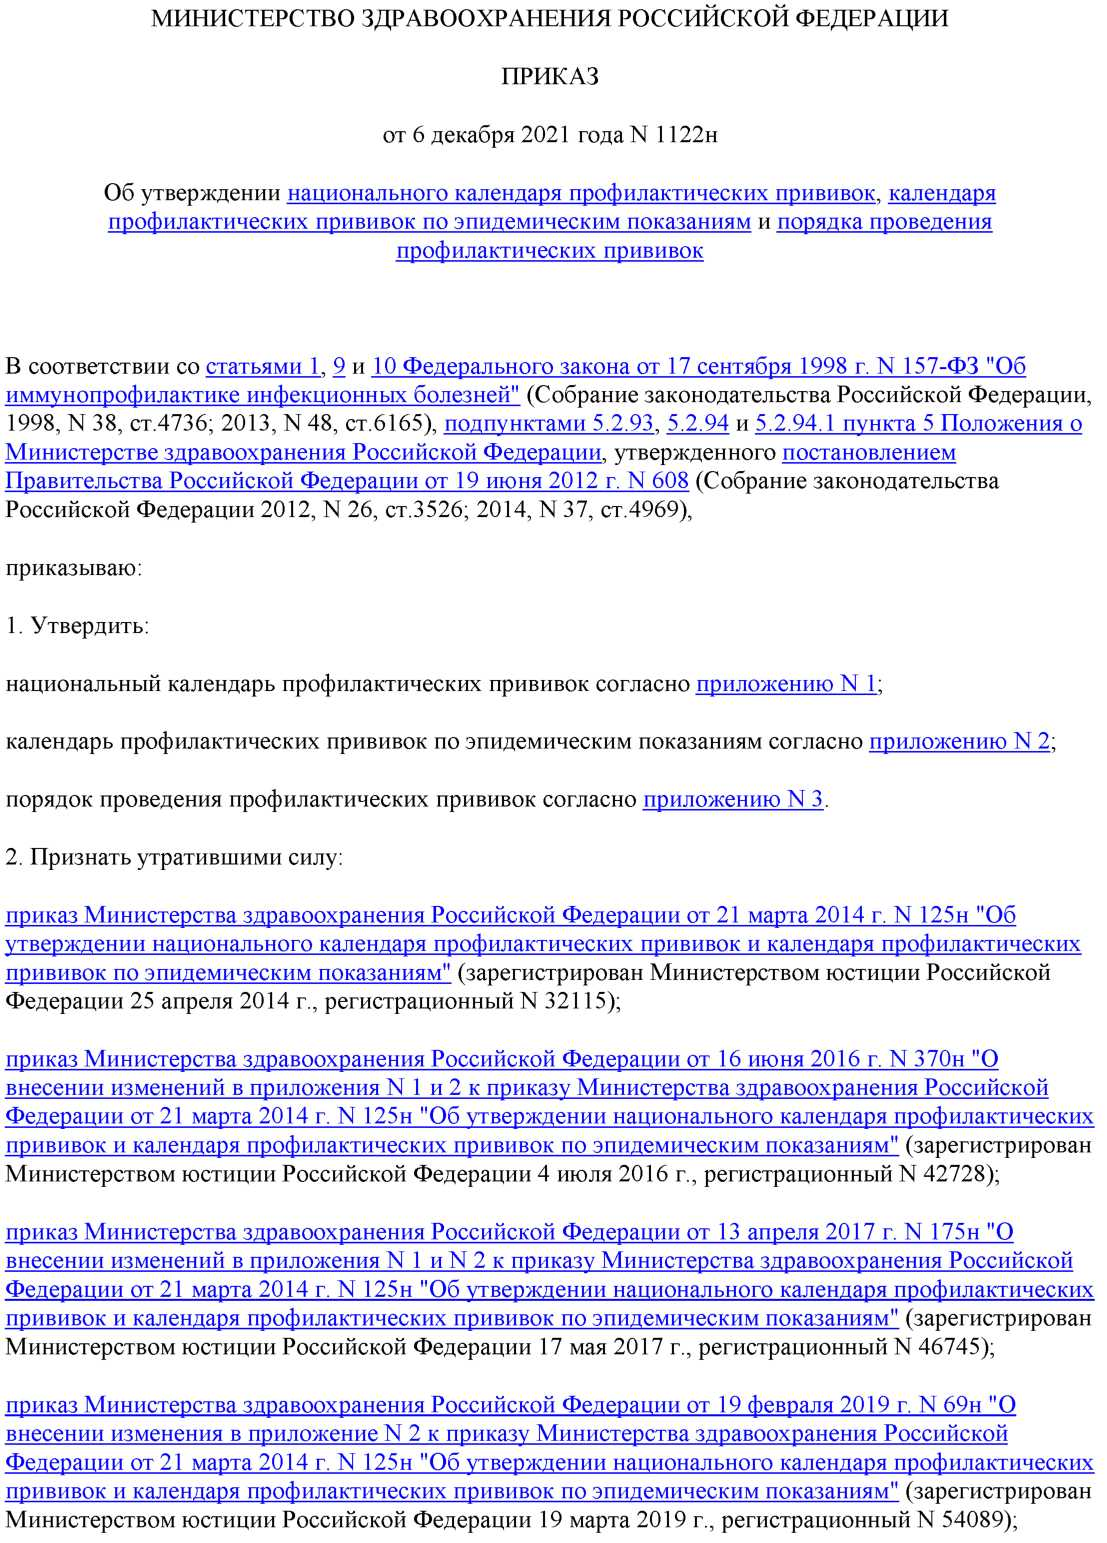 МИНИСТЕРСТВО ЗДРАВООХРАНЕНИЯ РОССИЙСКОЙ ФЕДЕРАЦИИ
ПРИКАЗ
от 6 декабря 2021 года N 1122н
Об утверждении национального календаря профилактических прививок, календаря
профилактических прививок по эпидемическим показаниям и порядка проведения
профилактических прививок
В соответствии со статьями 1, 9 и 10 Федерального закона от 17 сентября 1998 г. N 157-ФЗ "Об
иммунопрофилактике инфекционных болезней" (Собрание законодательства Российской Федерации,
1998, N 38, ст.4736; 2013, N 48, ст.6165), подпунктами 5.2.93, 5.2.94 и 5.2.94.1 пункта 5 Положения о
Министерстве здравоохранения Российской Федерации, утвержденного постановлением
Правительства Российской Федерации от 19 июня 2012 г. N 608 (Собрание законодательства
Российской Федерации 2012, N 26, ст.3526; 2014, N 37, ст.4969),
приказываю:
1. Утвердить:
национальный календарь профилактических прививок согласно приложению N 1;
календарь профилактических прививок по эпидемическим показаниям согласно приложению N 2;
порядок проведения профилактических прививок согласно приложению N 3.
2. Признать утратившими силу:
приказ Министерства здравоохранения Российской Федерации от 21 марта 2014 г. N 125н "Об
утверждении национального календаря профилактических прививок и календаря профилактических
прививок по эпидемическим показаниям" (зарегистрирован Министерством юстиции Российской
Федерации 25 апреля 2014 г., регистрационный N 32115);
приказ Министерства здравоохранения Российской Федерации от 16 июня 2016 г. N 370н "О
внесении изменений в приложения N 1 и 2 к приказу Министерства здравоохранения Российской
Федерации от 21 марта 2014 г. N 125н "Об утверждении национального календаря профилактических
прививок и календаря профилактических прививок по эпидемическим показаниям" (зарегистрирован
Министерством юстиции Российской Федерации 4 июля 2016 г., регистрационный N 42728);
приказ Министерства здравоохранения Российской Федерации от 13 апреля 2017 г. N 175н "О
внесении изменений в приложения N 1 и N 2 к приказу Министерства здравоохранения Российской
Федерации от 21 марта 2014 г. N 125н "Об утверждении национального календаря профилактических
прививок и календаря профилактических прививок по эпидемическим показаниям" (зарегистрирован
Министерством юстиции Российской Федерации 17 мая 2017 г., регистрационный N 46745);
приказ Министерства здравоохранения Российской Федерации от 19 февраля 2019 г. N 69н "О
внесении изменения в приложение N 2 к приказу Министерства здравоохранения Российской
Федерации от 21 марта 2014 г. N 125н "Об утверждении национального календаря профилактических
прививок и календаря профилактических прививок по эпидемическим показаниям" (зарегистрирован
Министерством юстиции Российской Федерации 19 марта 2019 г., регистрационный N 54089);